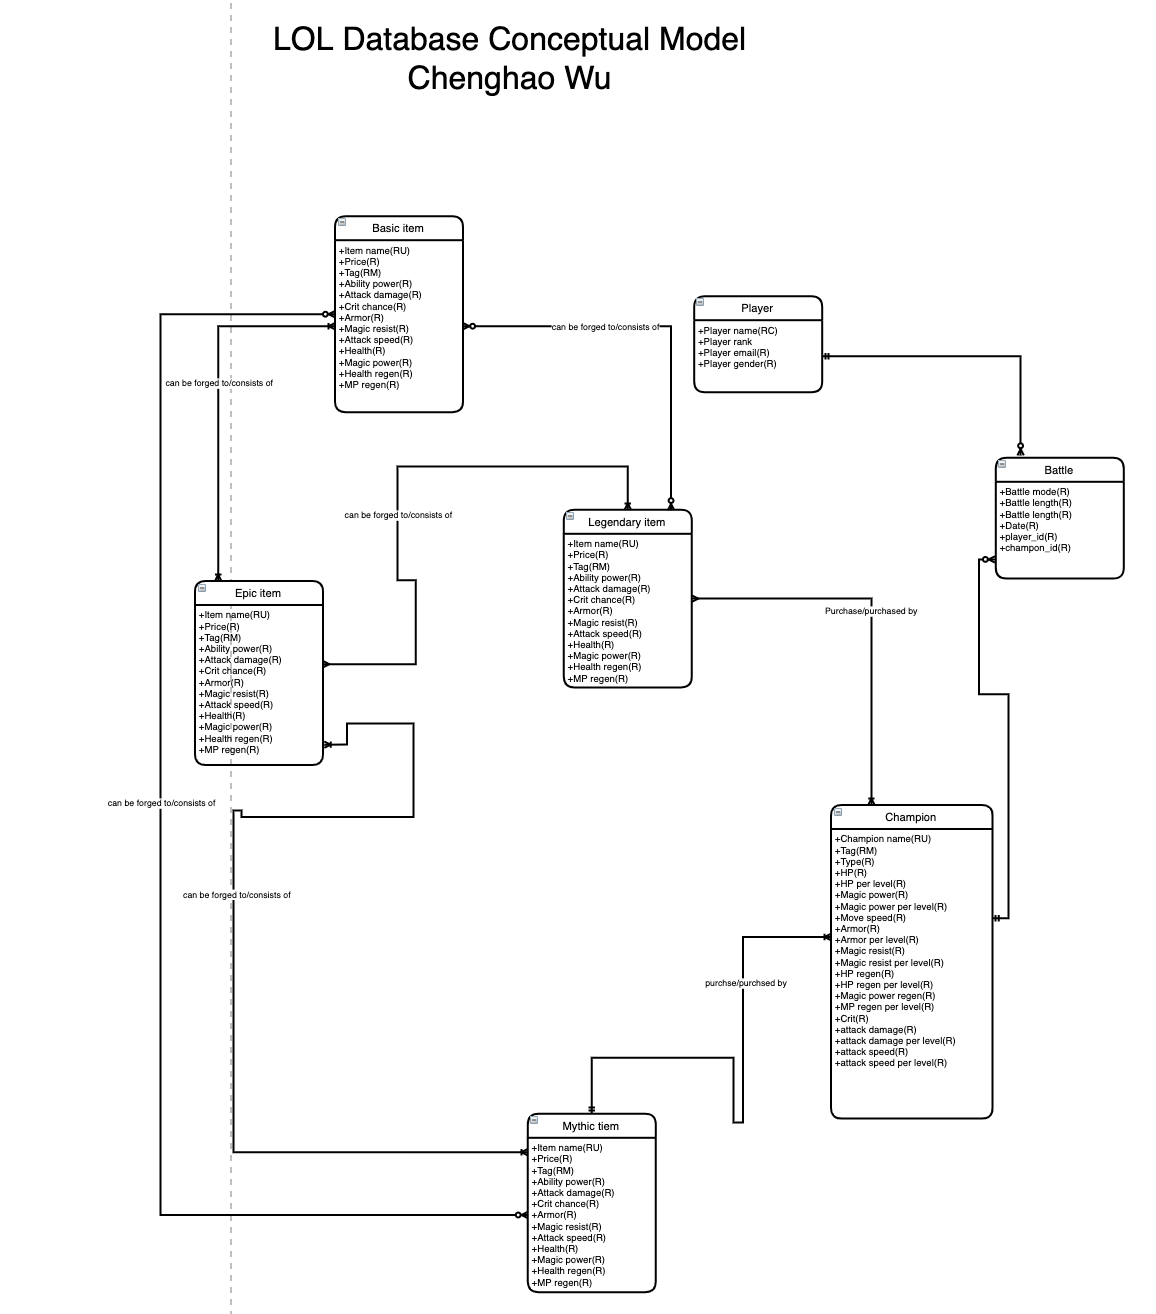 LOL Database Conceptual Model
Chenghao Wu
Basic item
+Item name(RU)
+Price(R)
+Tag(RM)
+Ability power(R)
+Attack damage(R)
+Crit chance(R)
+Armor(R)
+Magic resist(R)
+Attack speed(R)
+Health(R)
+Magic power(R)
+Health regen(R)
+MP regen(R)
can be forged to/consists of
Player
+Player name(RC)
+Player rank
+Player email(R)
+Player gender(R)
can be forged to/consists of
Battle
+Battle mode(R)
+Battle length(R)
+Battle length(R)
+Date(R)
+player_id(R)
+champon_id(R)
can be forged to/consists of
Legendary item
+Item name(RU)
+Price(R)
+Tag(RM)
+Ability power(R)
+Attack damage(R)
+Crit chance(R)
+Armor(R)
+Magic resist(R)
+Attack speed(R)
+Health(R)
+Magic power(R)
+Health regen(R)
+MP regen(R)
Epic item
+Item name(RU)
+Price(R)
+Tag(RM)
+Ability power(R)
+Attack damage(R)
+Crit chance(R)
+Armor(R)
+Magic resist(R)
+Attack speed(R)
+Health(R)
+Magic power(R)
+Health regen(R)
+MP regen(R)
Purchase/purchased by
can be forged to/consists of
Champion
+Champion name(RU)
+Tag(RM)
+Type(R)
+HP(R)
+HP per level(R)
+Magic power(R)
+Magic power per level(R)
+Move speed(R)
+Armor(R)
+Armor per level(R)
+Magic resist(R)
+Magic resist per level(R)
+HP regen(R)
+HP regen per level(R)
+Magic power regen(R)
+MP regen per level(R)
+Crit(R)
+attack damage(R)
+attack damage per level(R)
+attack speed(R)
+attack speed per level(R)
can be forged to/consists of
purchse/purchsed by
Mythic tiem
+Item name(RU)
+Price(R)
+Tag(RM)
+Ability power(R)
+Attack damage(R)
+Crit chance(R)
+Armor(R)
+Magic resist(R)
+Attack speed(R)
+Health(R)
+Magic power(R)
+Health regen(R)
+MP regen(R)